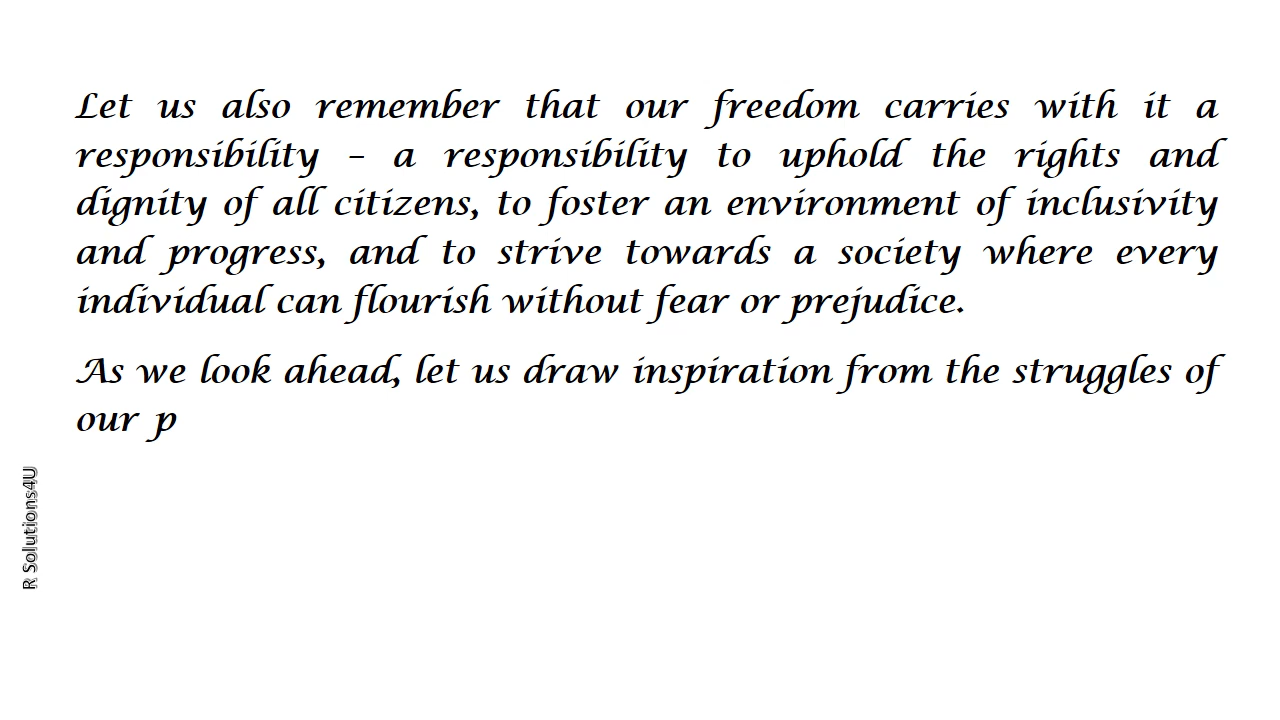 Let us also remember that our freedom carries with it a
responsibility – a responsibility to uphold the rights and
dignity of all citizens, to foster an environment of inclusivity
and progress, and to strive towards a society where every
individual can flourish without fear or prejudice.
As we look ahead, let us draw inspiration from the struggles of
our p
R Solutions4U